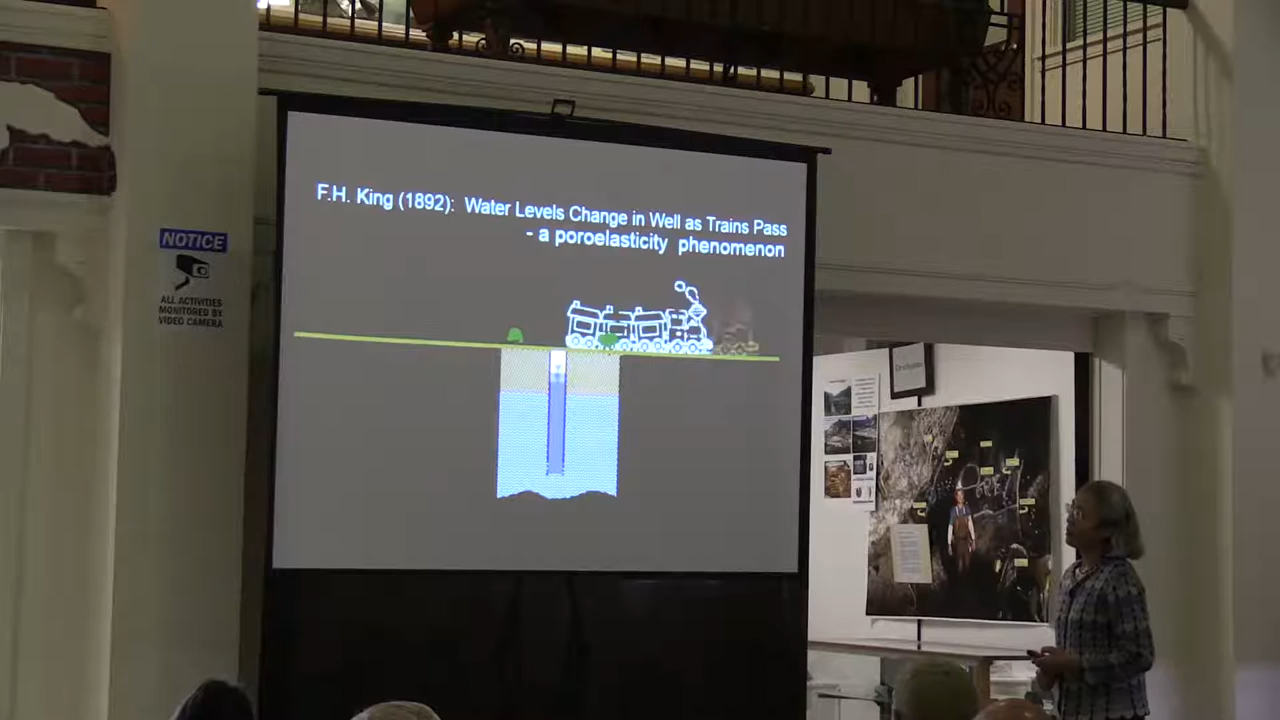 F.H. King (1892): Water Levels Change in Well as Trains Pass
- a poroelasticity phenomenon
NOTICE
ALL ACTIVITIES
MONITORED BY
VIDEO CAMERA